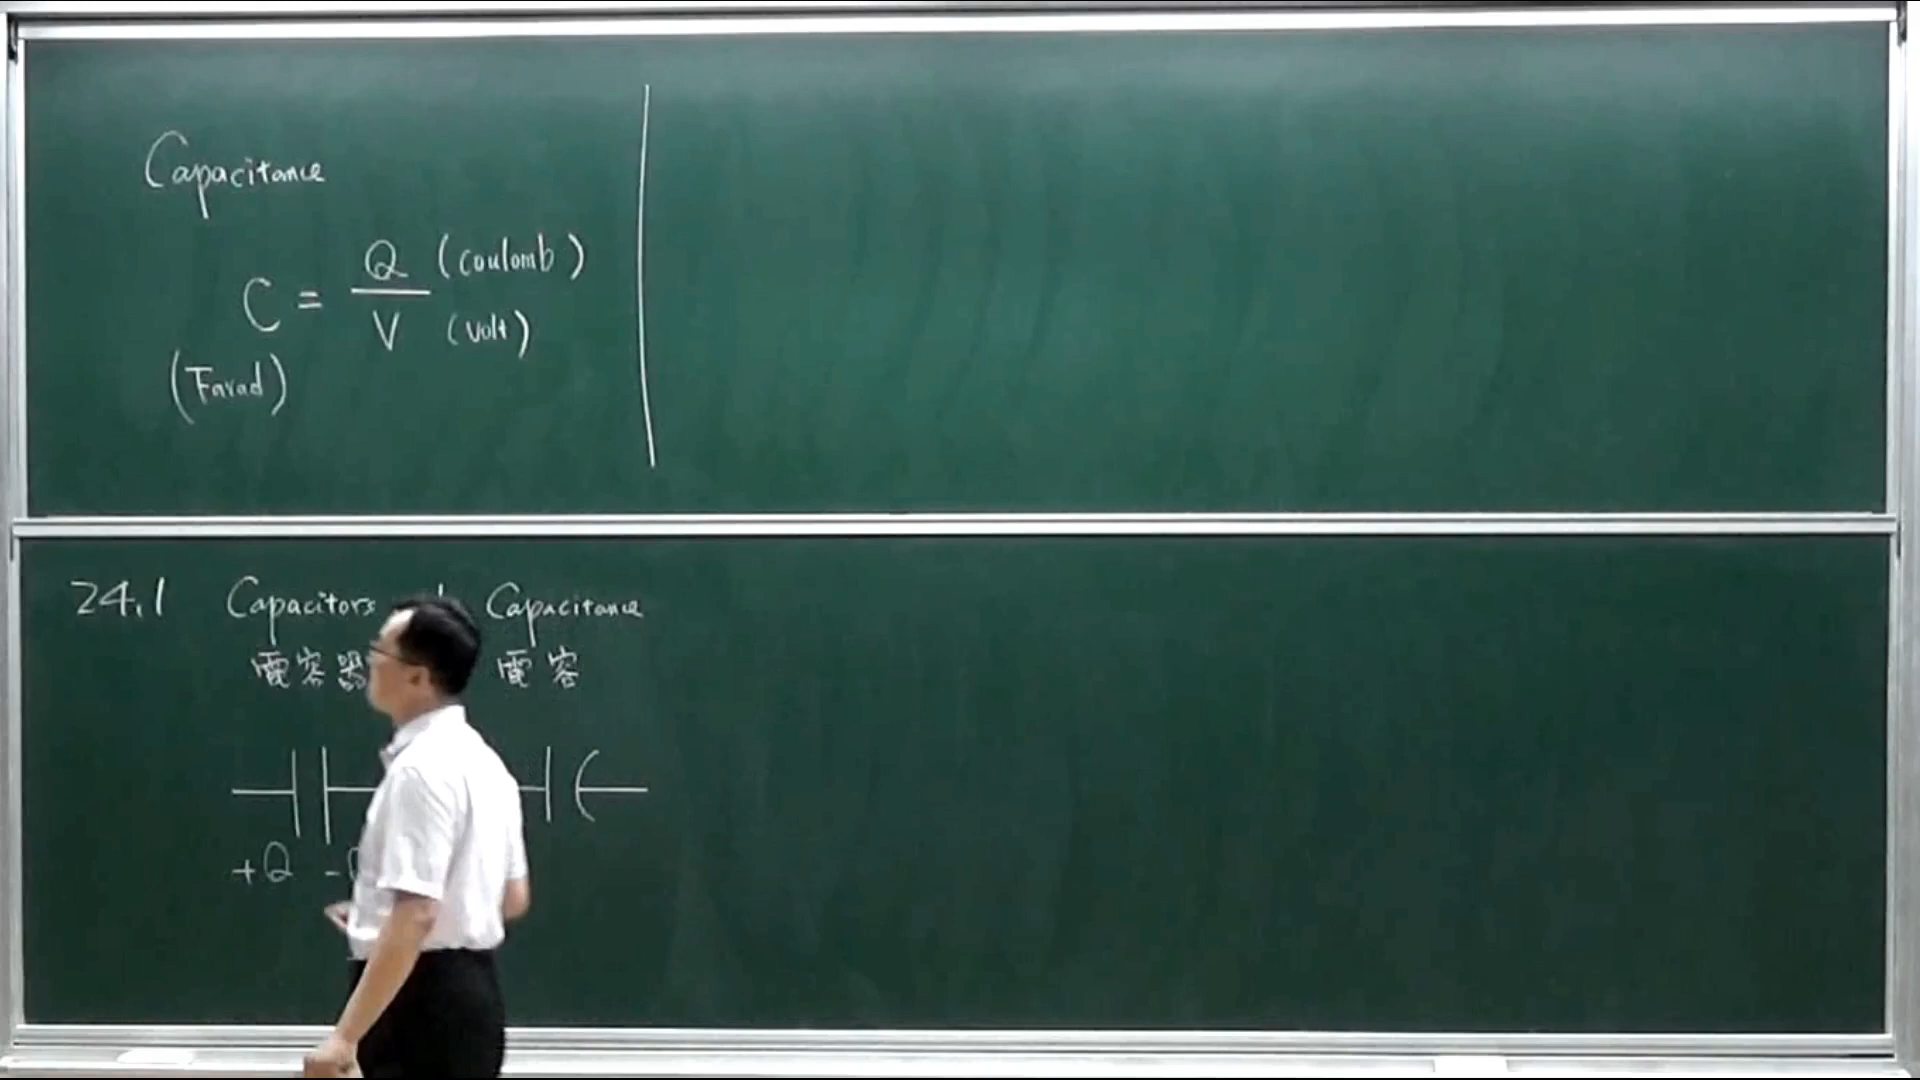 Capacitance
C = Q (coulomb) / V (volt)
(Farad)
24.1 Capacitors Capacitance
電容器 電容
+Q -